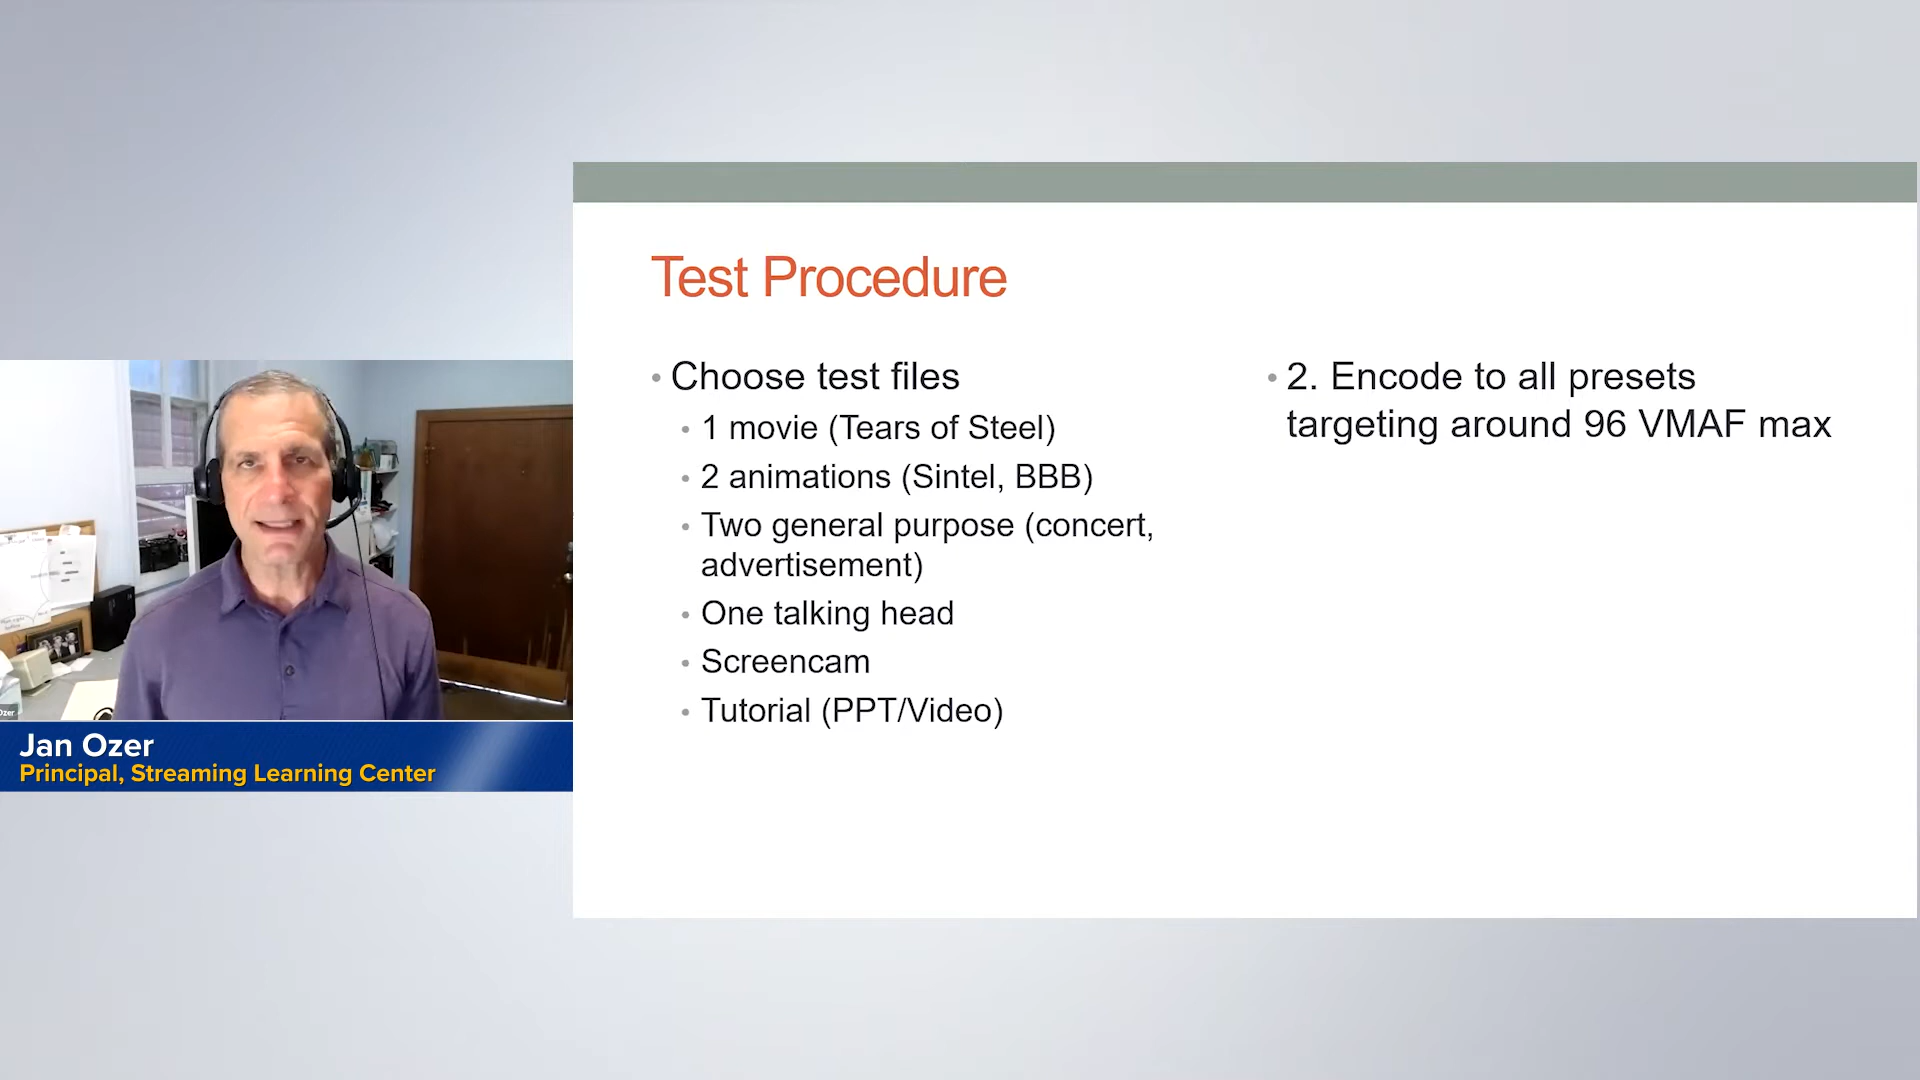 Test Procedure
• Choose test files
• 1 movie (Tears of Steel)
• 2 animations (Sintel, BBB)
• Two general purpose (concert,
advertisement)
• One talking head
• Screencam
• Tutorial (PPT/Video)
• 2. Encode to all presets
targeting around 96 VMAF max
Ozer
Jan Ozer
Principal, Streaming Learning Center